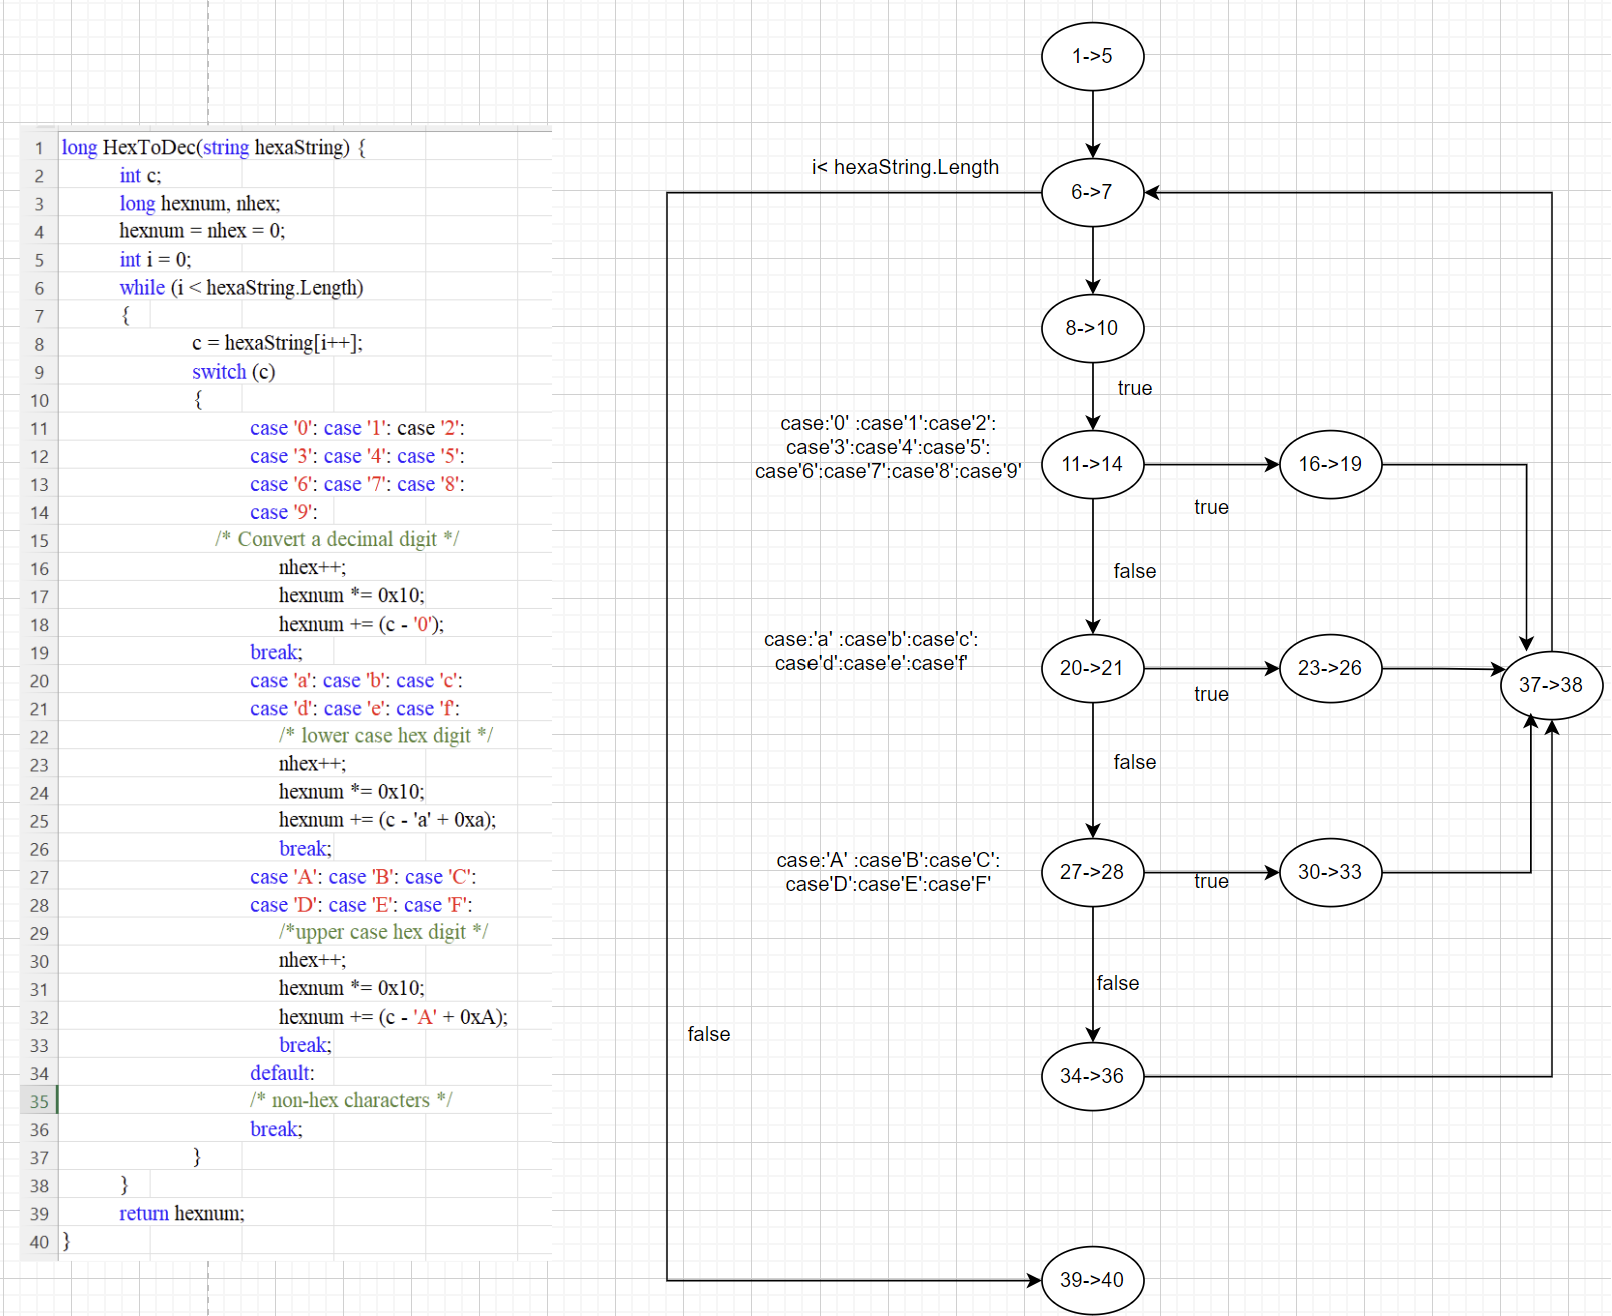 1 long HexToDec(string hexaString) {
2 int c;
3 long hexnum, nhex;
4 hexnum = nhex = 0;
5 int i = 0;
6 while (i < hexaString.Length)
7 {
8 c = hexaString[i++];
9 switch (c)
10 {
11 case '0': case '1': case '2':
12 case '3': case '4': case '5':
13 case '6': case '7': case '8':
14 case '9':
15 /* Convert a decimal digit */
16 nhex++;
17 hexnum *= 0x10;
18 hexnum += (c - '0');
19 break;
20 case 'a': case 'b': case 'c':
21 case 'd': case 'e': case 'f':
22 /* lower case hex digit */
23 nhex++;
24 hexnum *= 0x10;
25 hexnum += (c - 'a' + 0xa);
26 break;
27 case 'A': case 'B': case 'C':
28 case 'D': case 'E': case 'F':
29 /*upper case hex digit */
30 nhex++;
31 hexnum *= 0x10;
32 hexnum += (c - 'A' + 0xA);
33 break;
34 default:
35 /* non-hex characters */
36 break;
37 }
38 }
39 return hexnum;
40 }
1->5
i< hexaString.Length
6->7
8->10
true
case:'0' :case'1':case'2':
case'3':case'4':case'5':
case'6':case'7':case'8':case'9'
11->14
true
16->19
false
case:'a' :case'b':case'c':
case'd':case'e':case'f'
20->21
true
23->26
37->38
false
case:'A' :case'B':case'C':
case'D':case'E':case'F'
27->28
true
30->33
false
false
34->36
39->40